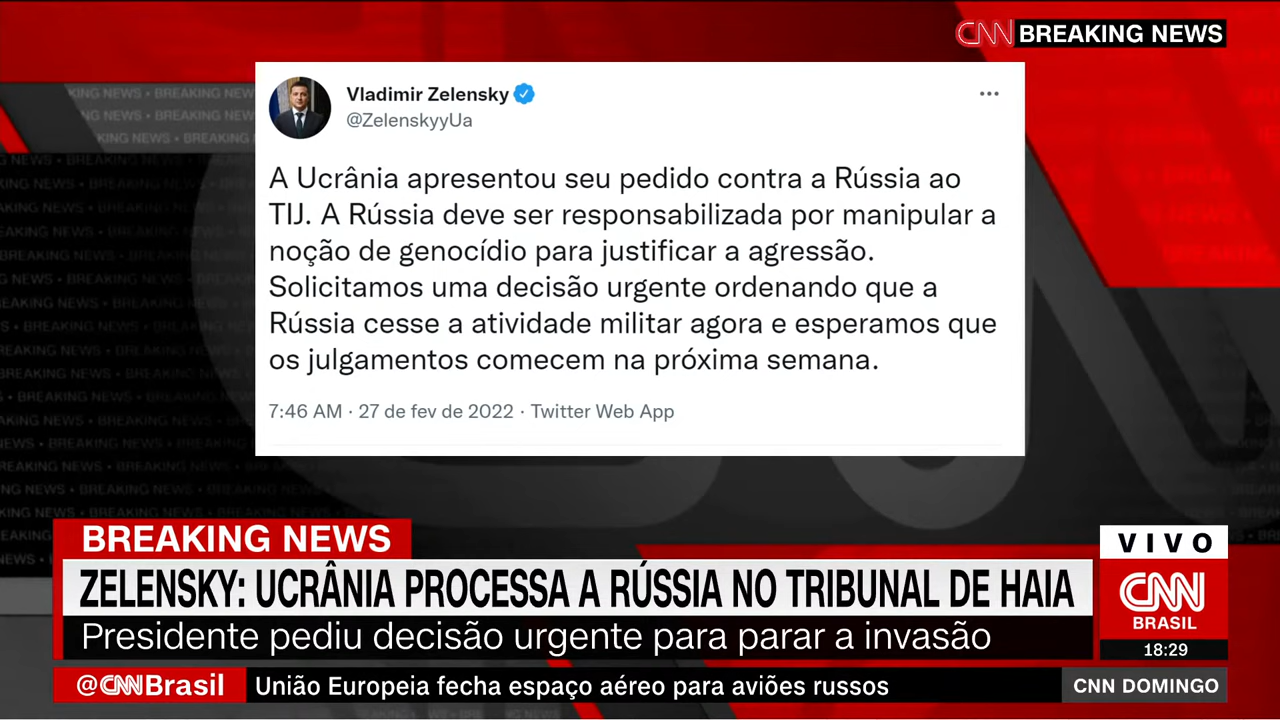 CNN BREAKING NEWS
Vladimir Zelensky
@ZelenskyyUa
A Ucrânia apresentou seu pedido contra a Rússia ao
TIJ. A Rússia deve ser responsabilizada por manipular a
noção de genocídio para justificar a agressão.
Solicitamos uma decisão urgente ordenando que a
Rússia cesse a atividade militar agora e esperamos que
os julgamentos comecem na próxima semana.
7:46 AM · 27 de fev de 2022 · Twitter Web App
BREAKING NEWS
ZELENSKY: UCRÂNIA PROCESSA A RÚSSIA NO TRIBUNAL DE HAIA
Presidente pediu decisão urgente para parar a invasão
VIVO
CNN
BRASIL
18:29
@CNNBrasil
União Europeia fecha espaço aéreo para aviões russos
CNN DOMINGO